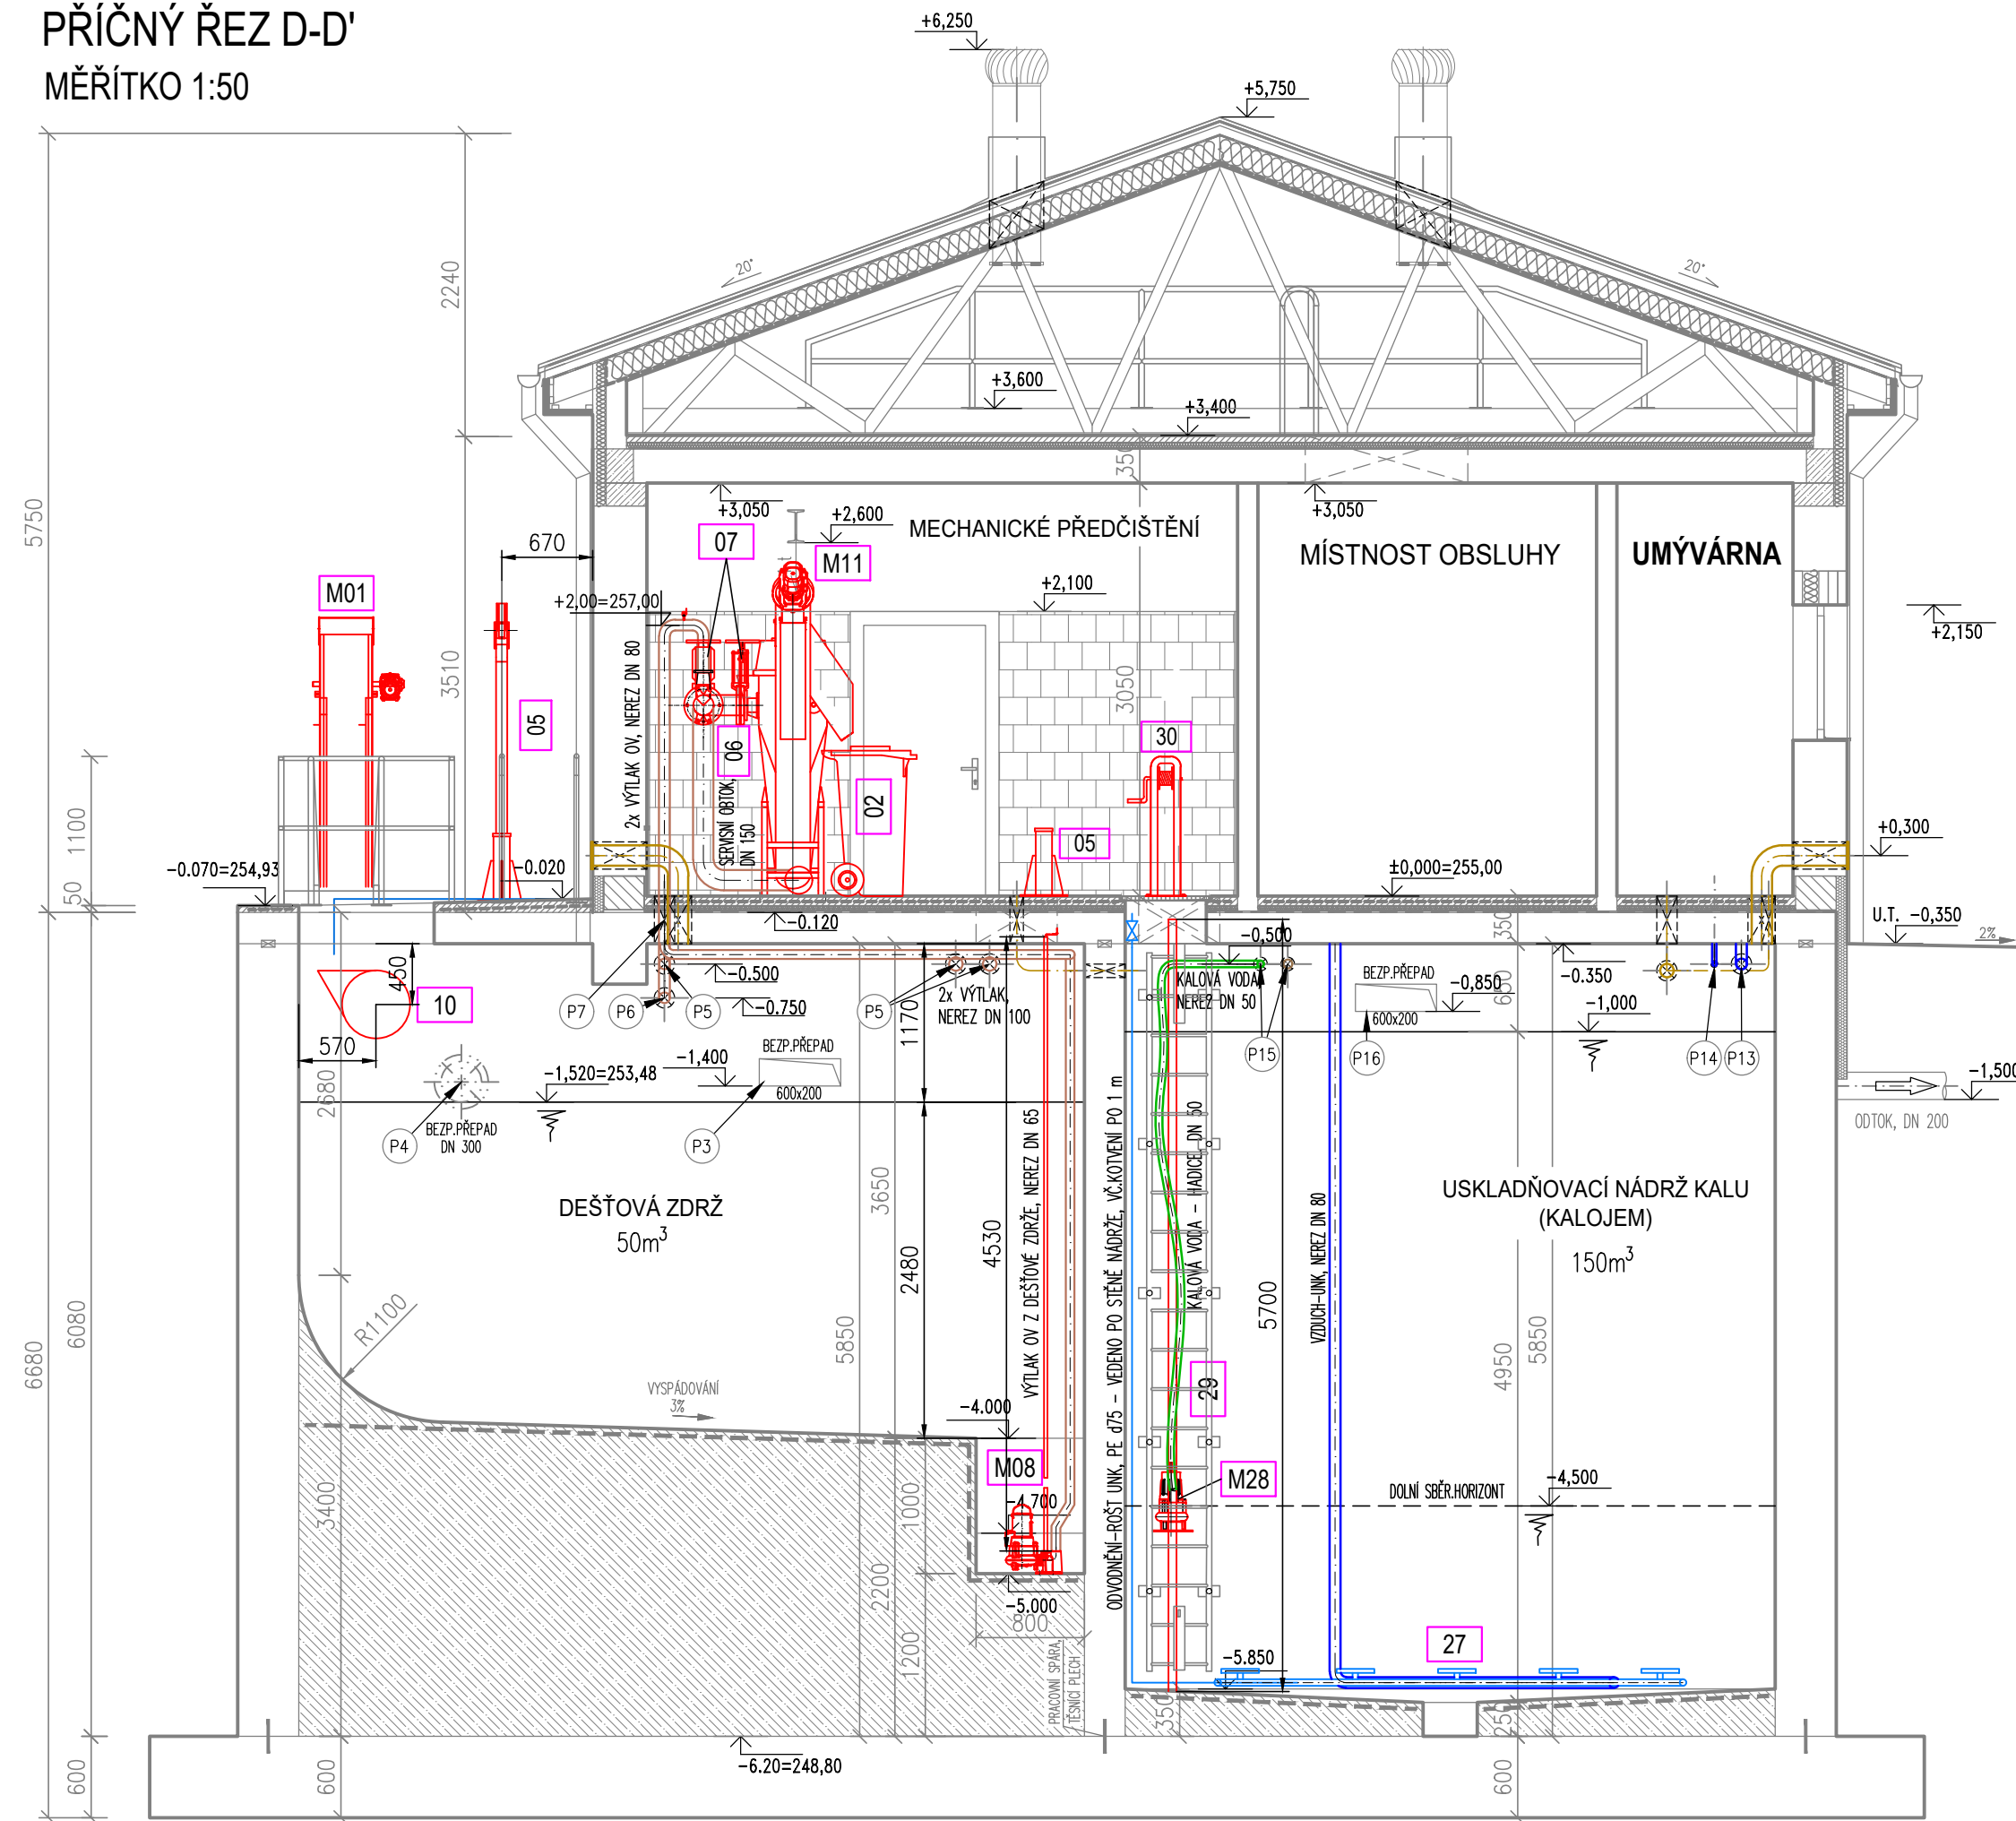 PŘÍČNÝ ŘEZ D-D'
MĚŘÍTKO 1:50
+6,250
+5,750
20°
20°
2240
5750
3510
+3,600
+3,400
350
+3,050
+2,600
MECHANICKÉ PŘEDČIŠTĚNÍ
+3,050
MÍSTNOST OBSLUHY
UMÝVÁRNA
670
07
M11
M01
+2,00=257,00
+2,100
+2,150
2x VÝTLAK OV, NEREZ DN 80
05
06
3050
30
SERVISNÍ OBTOK,
DN 150
02
05
1100
50
-0.070=254,93
-0.020
-0.120
±0,000=255,00
+0,300
350
U.T. -0,350
2%
450
10
570
-0.500
-0.750
P7
P6
P5
P5
2x VÝTLAK,
NEREZ DN 100
1170
-0,500
KALOVÁ VODA,
NEREZ DN 50
BEZP.PŘEPAD
600x200
-0,850
-0.350
650
-1,000
P15
P16
P14
P13
-1,500
ODTOK, DN 200
2680
-1,520=253,48
-1,400
BEZP.PŘEPAD
600x200
P4
BEZP.PŘEPAD
DN 300
P3
DEŠŤOVÁ ZDRŽ
50m³
3650
2480
4530
VÝTLAK OV Z DEŠŤOVÉ ZDRŽE, NEREZ DN 65
ODVODNĚNÍ-ROŠT UNK, PE d75 - VEDENO PO STĚNĚ NÁDRŽE, VČ.KOTVENÍ PO 1 m
KALOVÁ VODA - HADICE, DN 50
5700
VZDUCH-UNK, NEREZ DN 80
USKLADŇOVACÍ NÁDRŽ KALU
(KALOJEM)
150m³
R1100
6680
6080
5850
4950
5850
VYSPÁDOVÁNÍ
3%
-4.000
29
M08
M28
-4.700
DOLNÍ SBĚR.HORIZONT
-4,500
3400
1000
2200
1200
-5.000
800
PRACOVNÍ SPÁRA,
TĚSNÍCÍ PLECH
-5.850
27
350
250
600
600
-6.20=248,80
600